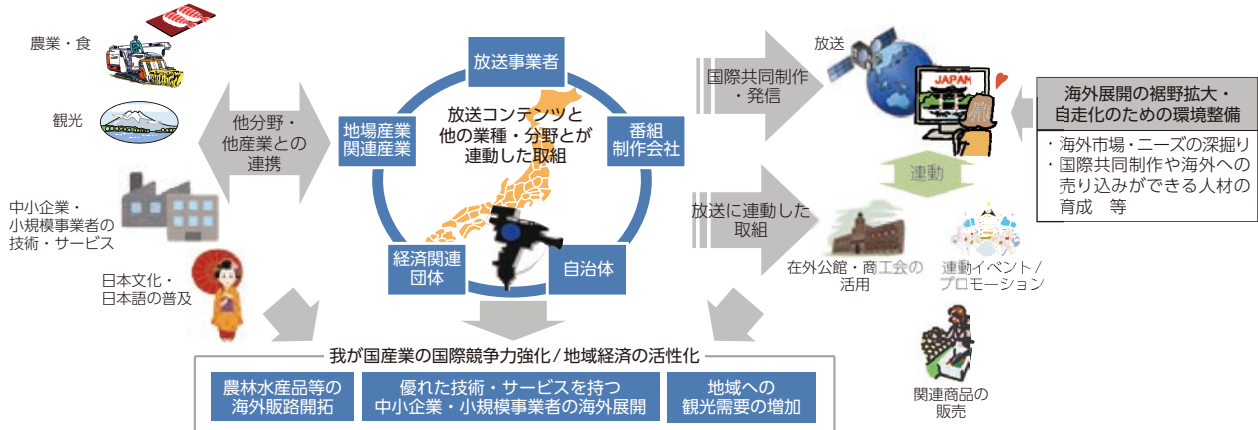 農業・食
観光
中小企業・
小規模事業者の
技術・サービス
日本文化・
日本語の普及
他分野・
他産業との
連携
放送事業者
地場産業
関連産業
放送コンテンツと
他の業種・分野とが
連動した取組
番組
制作会社
経済関連
団体
自治体
国際共同制作
・発信
放送に連動した
取組
放送
JAPAN
連動
在外公館・商工会の
活用
連動イベント/
プロモーション
関連商品の
販売
海外展開の裾野拡大・
自走化のための環境整備
・海外市場・ニーズの深掘り
・国際共同制作や海外への
売り込みができる人材の
育成 等
我が国産業の国際競争力強化/地域経済の活性化
農林水産品等の
海外販路開拓
優れた技術・サービスを持つ
中小企業・小規模事業者の海外展開
地域への
観光需要の増加